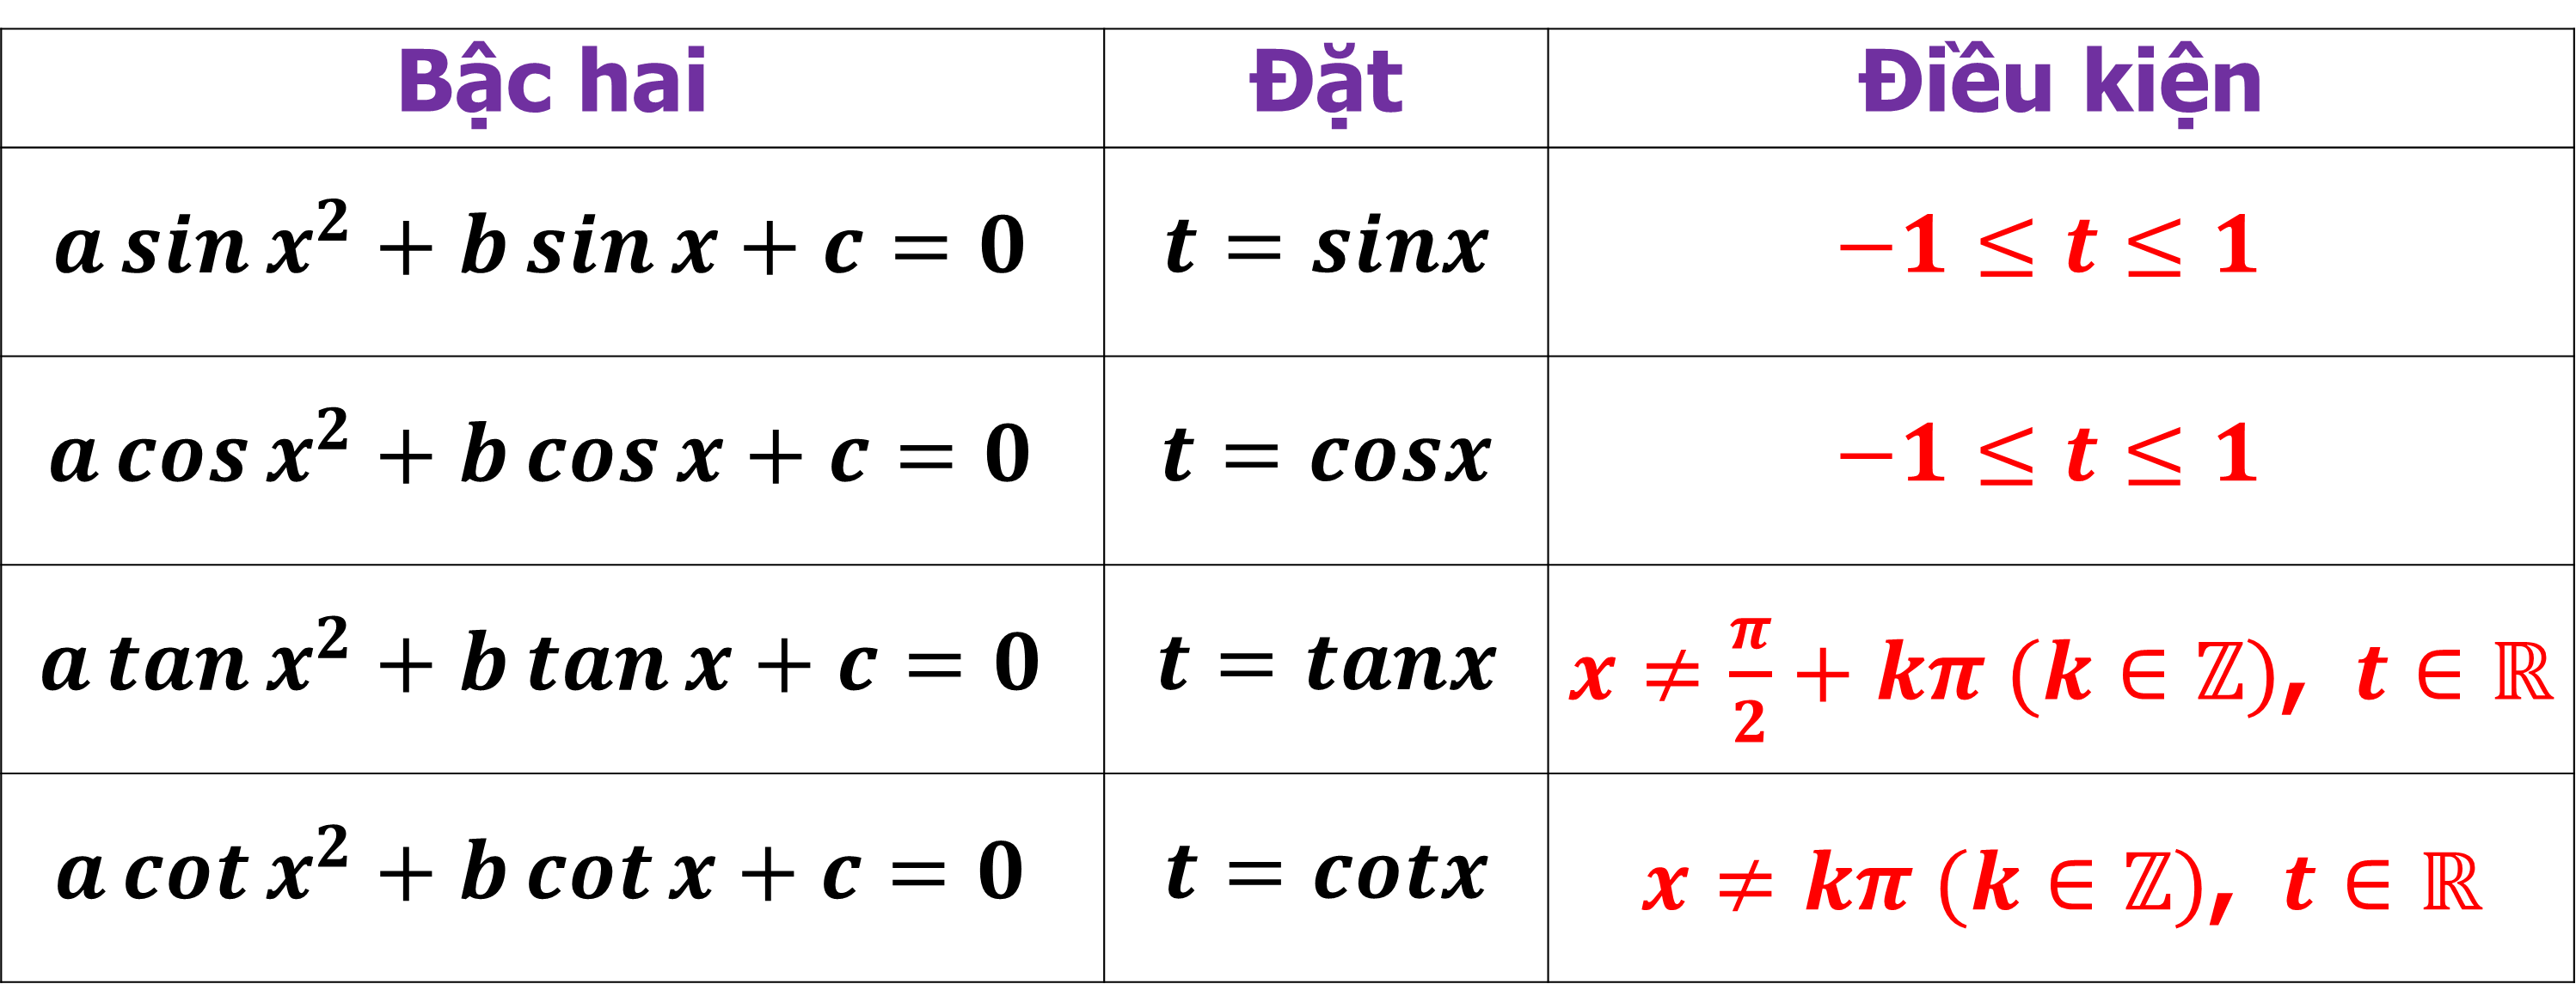 Bậc hai Đặt Điều kiện
a sin x² + b sin x + c = 0 t = sinx −1 ≤ t ≤ 1
a cos x² + b cos x + c = 0 t = cosx −1 ≤ t ≤ 1
a tan x² + b tan x + c = 0 t = tanx x ≠ π/2 + kπ (k ∈ ℤ), t ∈ ℝ
a cot x² + b cot x + c = 0 t = cotx x ≠ kπ (k ∈ ℤ), t ∈ ℝ